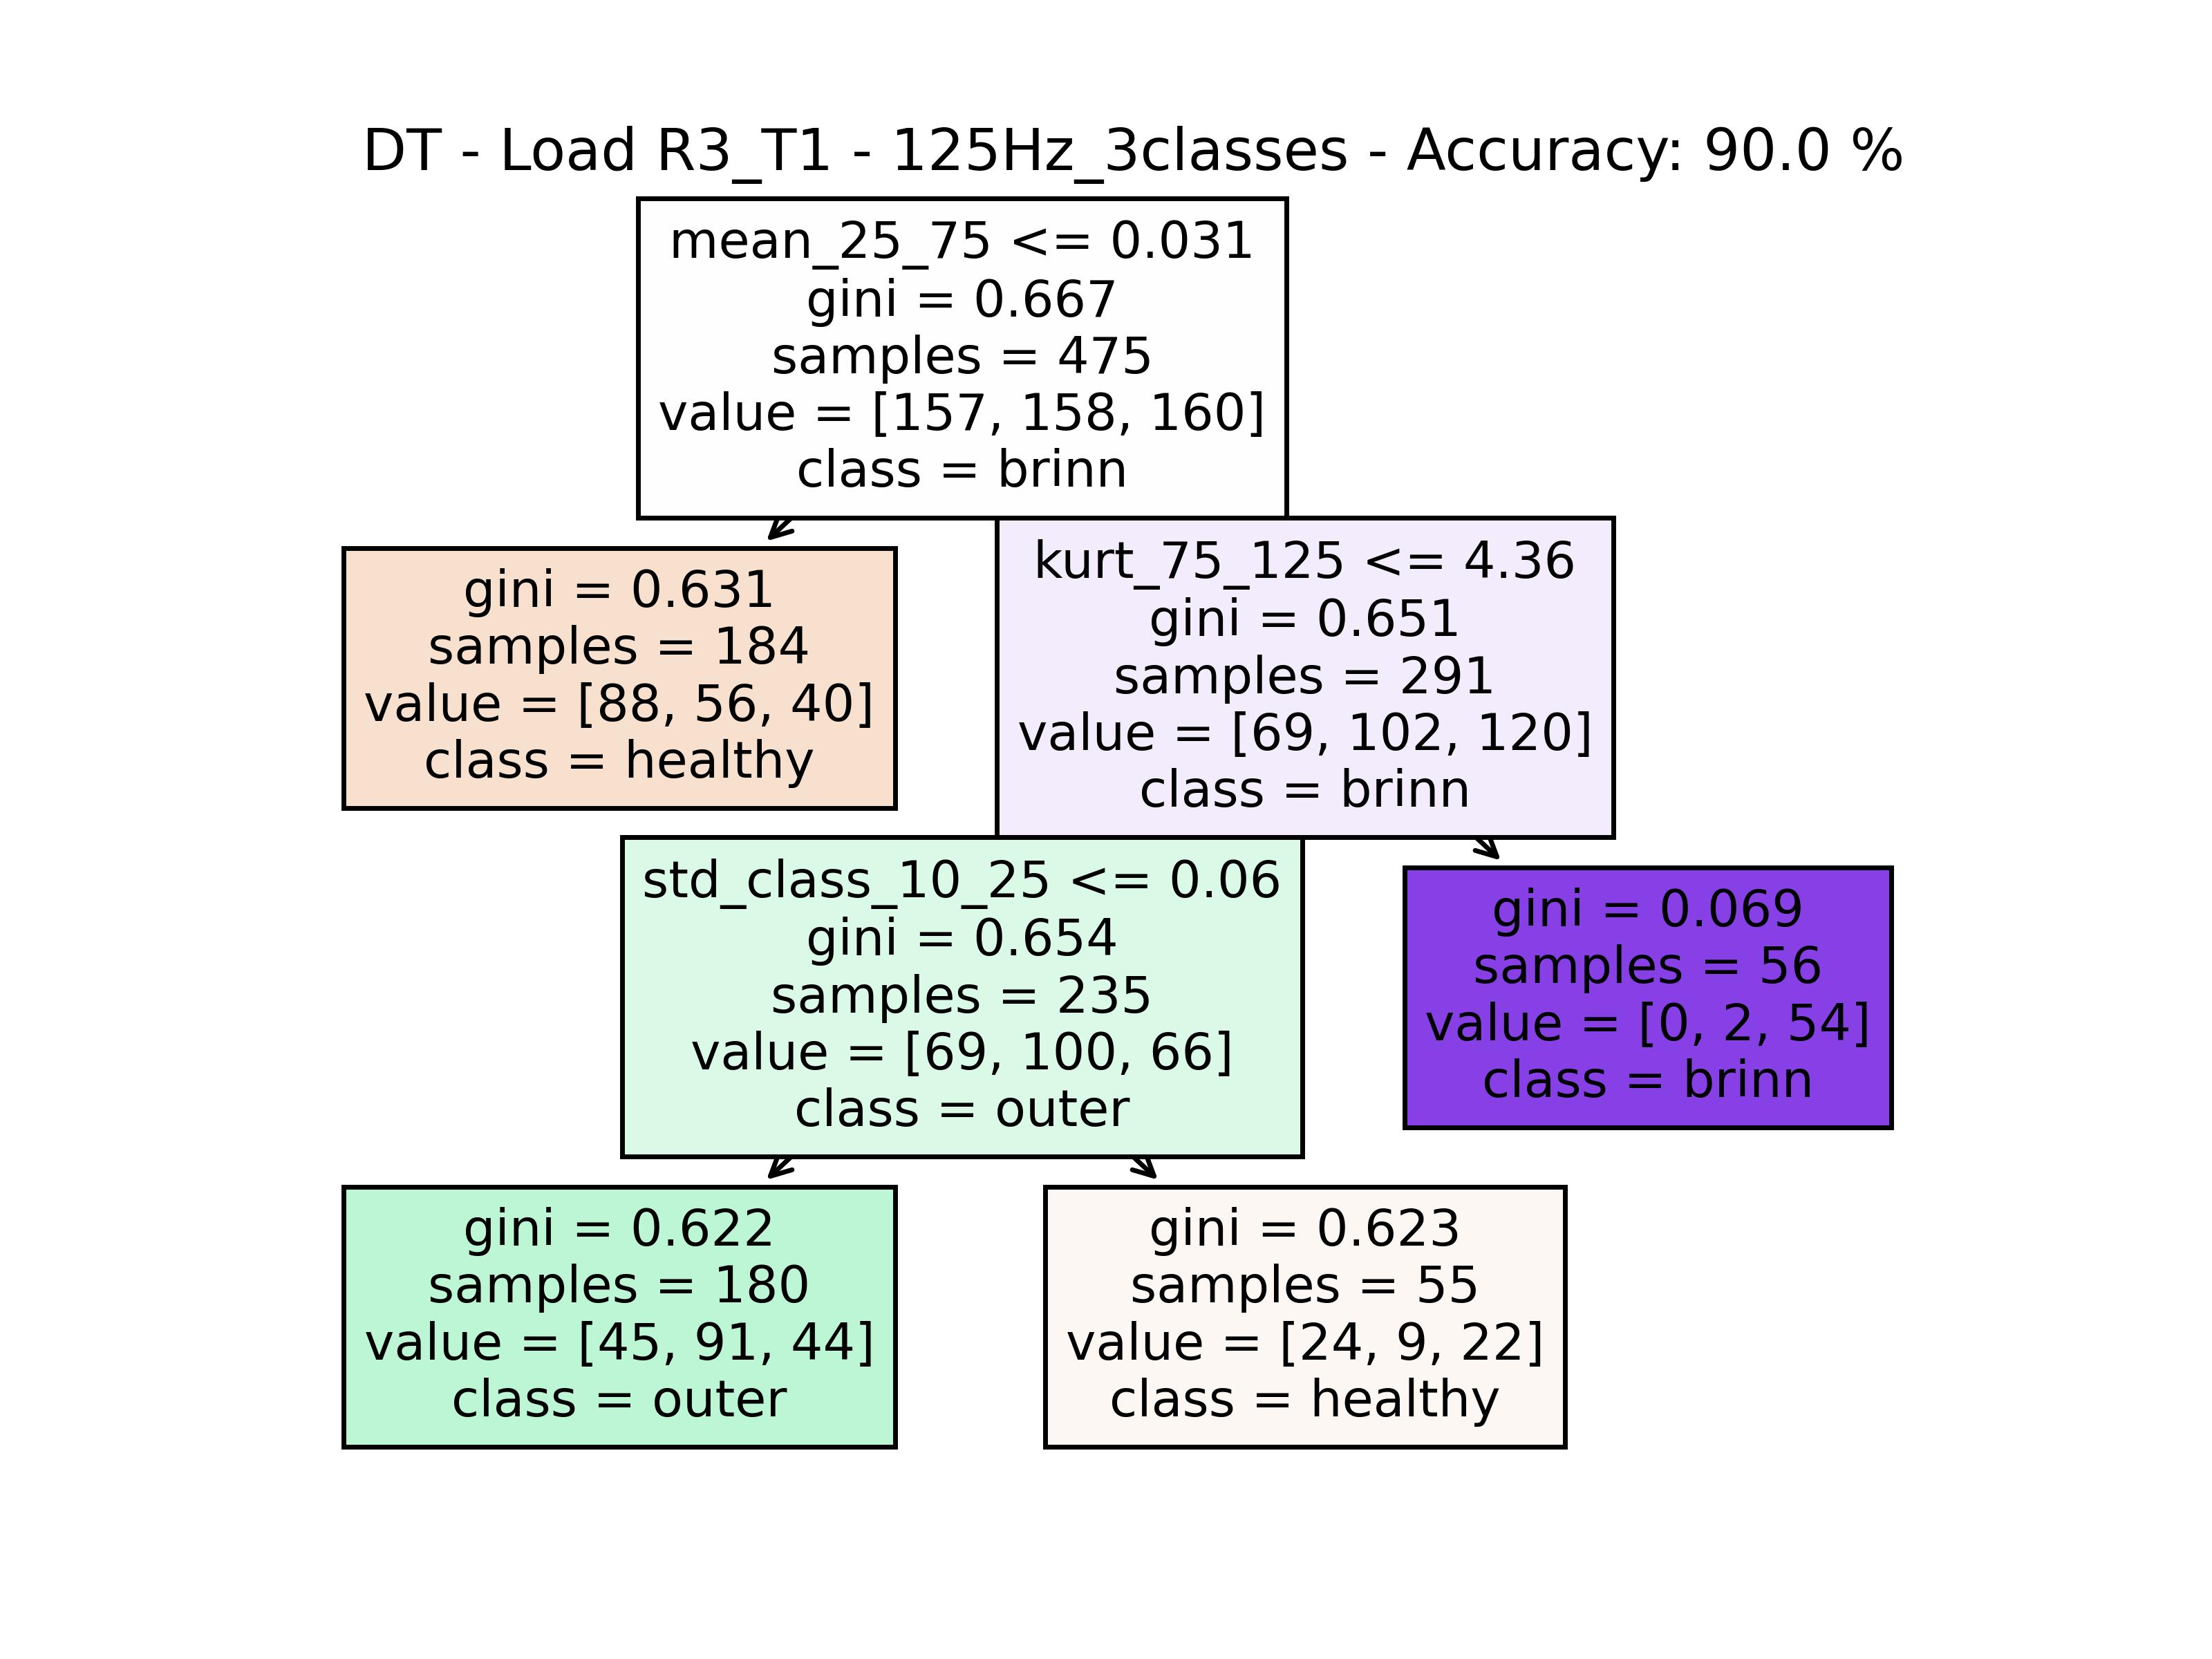 DT - Load R3_T1 - 125Hz_3classes - Accuracy: 90.0 %
mean_25_75 <= 0.031
gini = 0.667
samples = 475
value = [157, 158, 160]
class = brinn
gini = 0.631
samples = 184
value = [88, 56, 40]
class = healthy
kurt_75_125 <= 4.36
gini = 0.651
samples = 291
value = [69, 102, 120]
class = brinn
std_class_10_25 <= 0.06
gini = 0.654
samples = 235
value = [69, 100, 66]
class = outer
gini = 0.069
samples = 56
value = [0, 2, 54]
class = brinn
gini = 0.622
samples = 180
value = [45, 91, 44]
class = outer
gini = 0.623
samples = 55
value = [24, 9, 22]
class = healthy